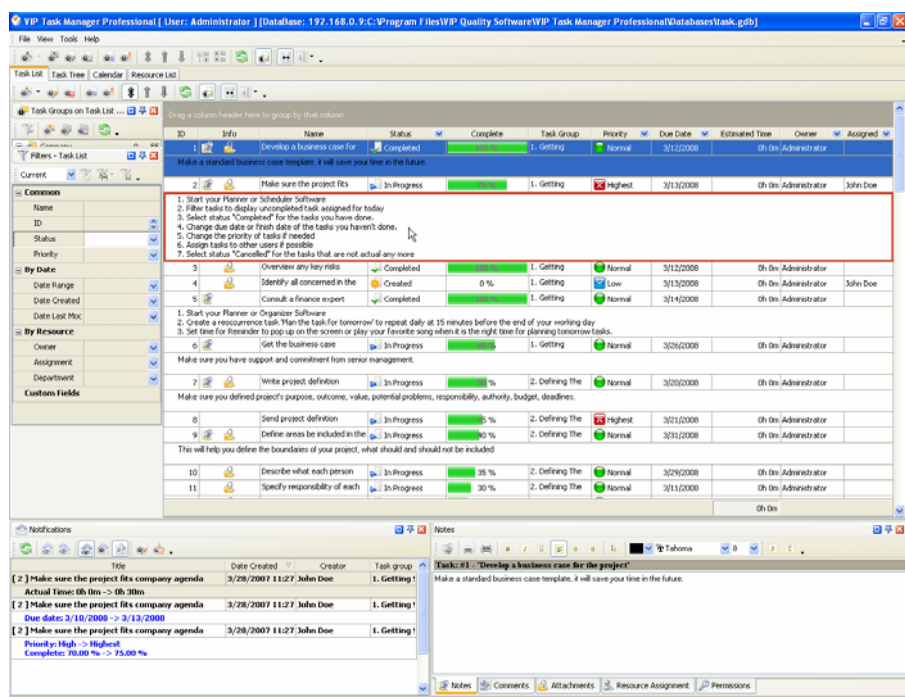 VIP Task Manager Professional [ User: Administrator ] [DataBase: 192.168.0.9:C:\Program Files\VIP Quality Software\VIP Task Manager Professional\Databases\task.gdb]
File View Tools Help
Task List Task Tree Calendar Resource List
Task Groups on Task List ...
Drag a column header here to group by that column
ID Info Name Status Complete Task Group Priority Due Date Estimated Time Owner Assigned
1 Develop a business case for Completed 100 % 1. Getting Normal 3/12/2008 0h 0m Administrator
Make a standard business case template, it will save your time in the future.
2 Make sure the project fits In Progress 1. Getting Highest 3/13/2008 0h 0m Administrator John Doe
1. Start your Planner or Scheduler Software
2. Filter tasks to display uncompleted task assigned for today
3. Select status "Completed" for the tasks you have done.
4. Change due date or finish date of the tasks you haven't done.
5. Change the priority of tasks if needed
6. Assign tasks to other users if possible
7. Select status "Cancelled" for the tasks that are not actual any more
3 Overview any key risks Completed 100 % 1. Getting Normal 3/12/2008 0h 0m Administrator
4 Identify all concerned in the Created 0 % 1. Getting Low 3/13/2008 0h 0m Administrator John Doe
5 Consult a finance expert Completed 100 % 1. Getting Normal 3/14/2008 0h 0m Administrator
1. Start your Planner or Organizer Software
2. Create a reoccurrence task 'Plan the task for tomorrow' to repeat daily at 15 minutes before the end of your working day
3. Set time for Reminder to pop up on the screen or play your favorite song when it is the right time for planning tomorrow tasks.
6 Get the business case In Progress 1. Getting Normal 3/26/2008 0h 0m Administrator
Make sure you have support and commitment from senior management.
7 Write project definition In Progress 2. Defining The Normal 3/20/2008 0h 0m Administrator
Make sure you defined project's purpose, outcome, value, potential problems, responsibility, authority, budget, deadlines.
8 Send project definition In Progress 2. Defining The Highest 3/21/2008 0h 0m Administrator
9 Define areas be included in the In Progress 40 % 2. Defining The Normal 3/31/2008 0h 0m Administrator
This will help you define the boundaries of your project, what should and should not be included
10 Describe what each person In Progress 35 % 2. Defining The Normal 3/29/2008 0h 0m Administrator
11 Specify responsibility of each In Progress 30 % 2. Defining The Normal 3/11/2008 0h 0m Administrator
0h 0m
Filters - Task List
Current
Common
Name
ID
Status
Priority
By Date
Date Range
Date Created
Date Last Moc
By Resource
Owner
Assignment
Department
Custom Fields
Notifications
Title Date Created Creator Task group
[ 2 ] Make sure the project fits company agenda 3/28/2007 11:27 John Doe 1. Getting
Actual Time: 0h 0m -> 0h 30m
[ 2 ] Make sure the project fits company agenda 3/28/2007 11:27 John Doe 1. Getting
Due date: 3/10/2008 -> 3/13/2008
[ 2 ] Make sure the project fits company agenda 3/28/2007 11:27 John Doe 1. Getting
Priority: High -> Highest
Complete: 70.00 % -> 75.00 %
Notes
Tahoma 8
Task: #1 - 'Develop a business case for the project'
Make a standard business case template, it will save your time in the future.
Notes Comments Attachments Resource Assignment Permissions